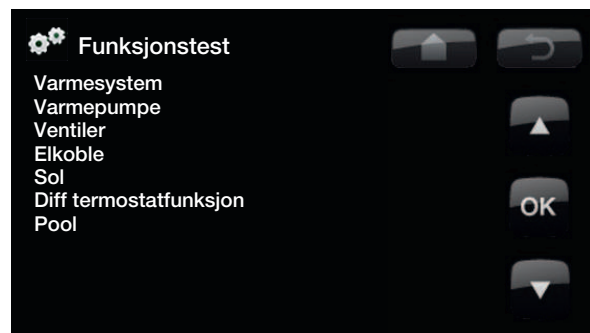 Funksjonstest
Varmesystem
Varmepumpe
Ventiler
Elkoble
Sol
Diff termostatfunksjon
Pool
OK